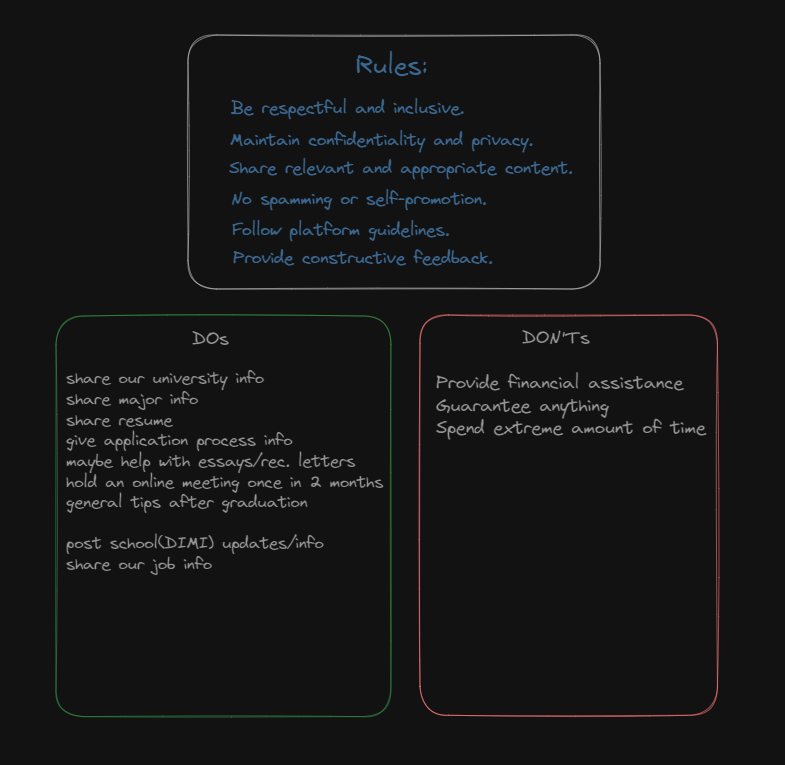 Rules:
Be respectful and inclusive.
Maintain confidentiality and privacy.
Share relevant and appropriate content.
No spamming or self-promotion.
Follow platform guidelines.
Provide constructive feedback.
DOs
share our university info
share major info
share resume
give application process info
maybe help with essays/rec. letters
hold an online meeting once in 2 months
general tips after graduation
post school(DIMI) updates/info
share our job info
DON'Ts
Provide financial assistance
Guarantee anything
Spend extreme amount of time